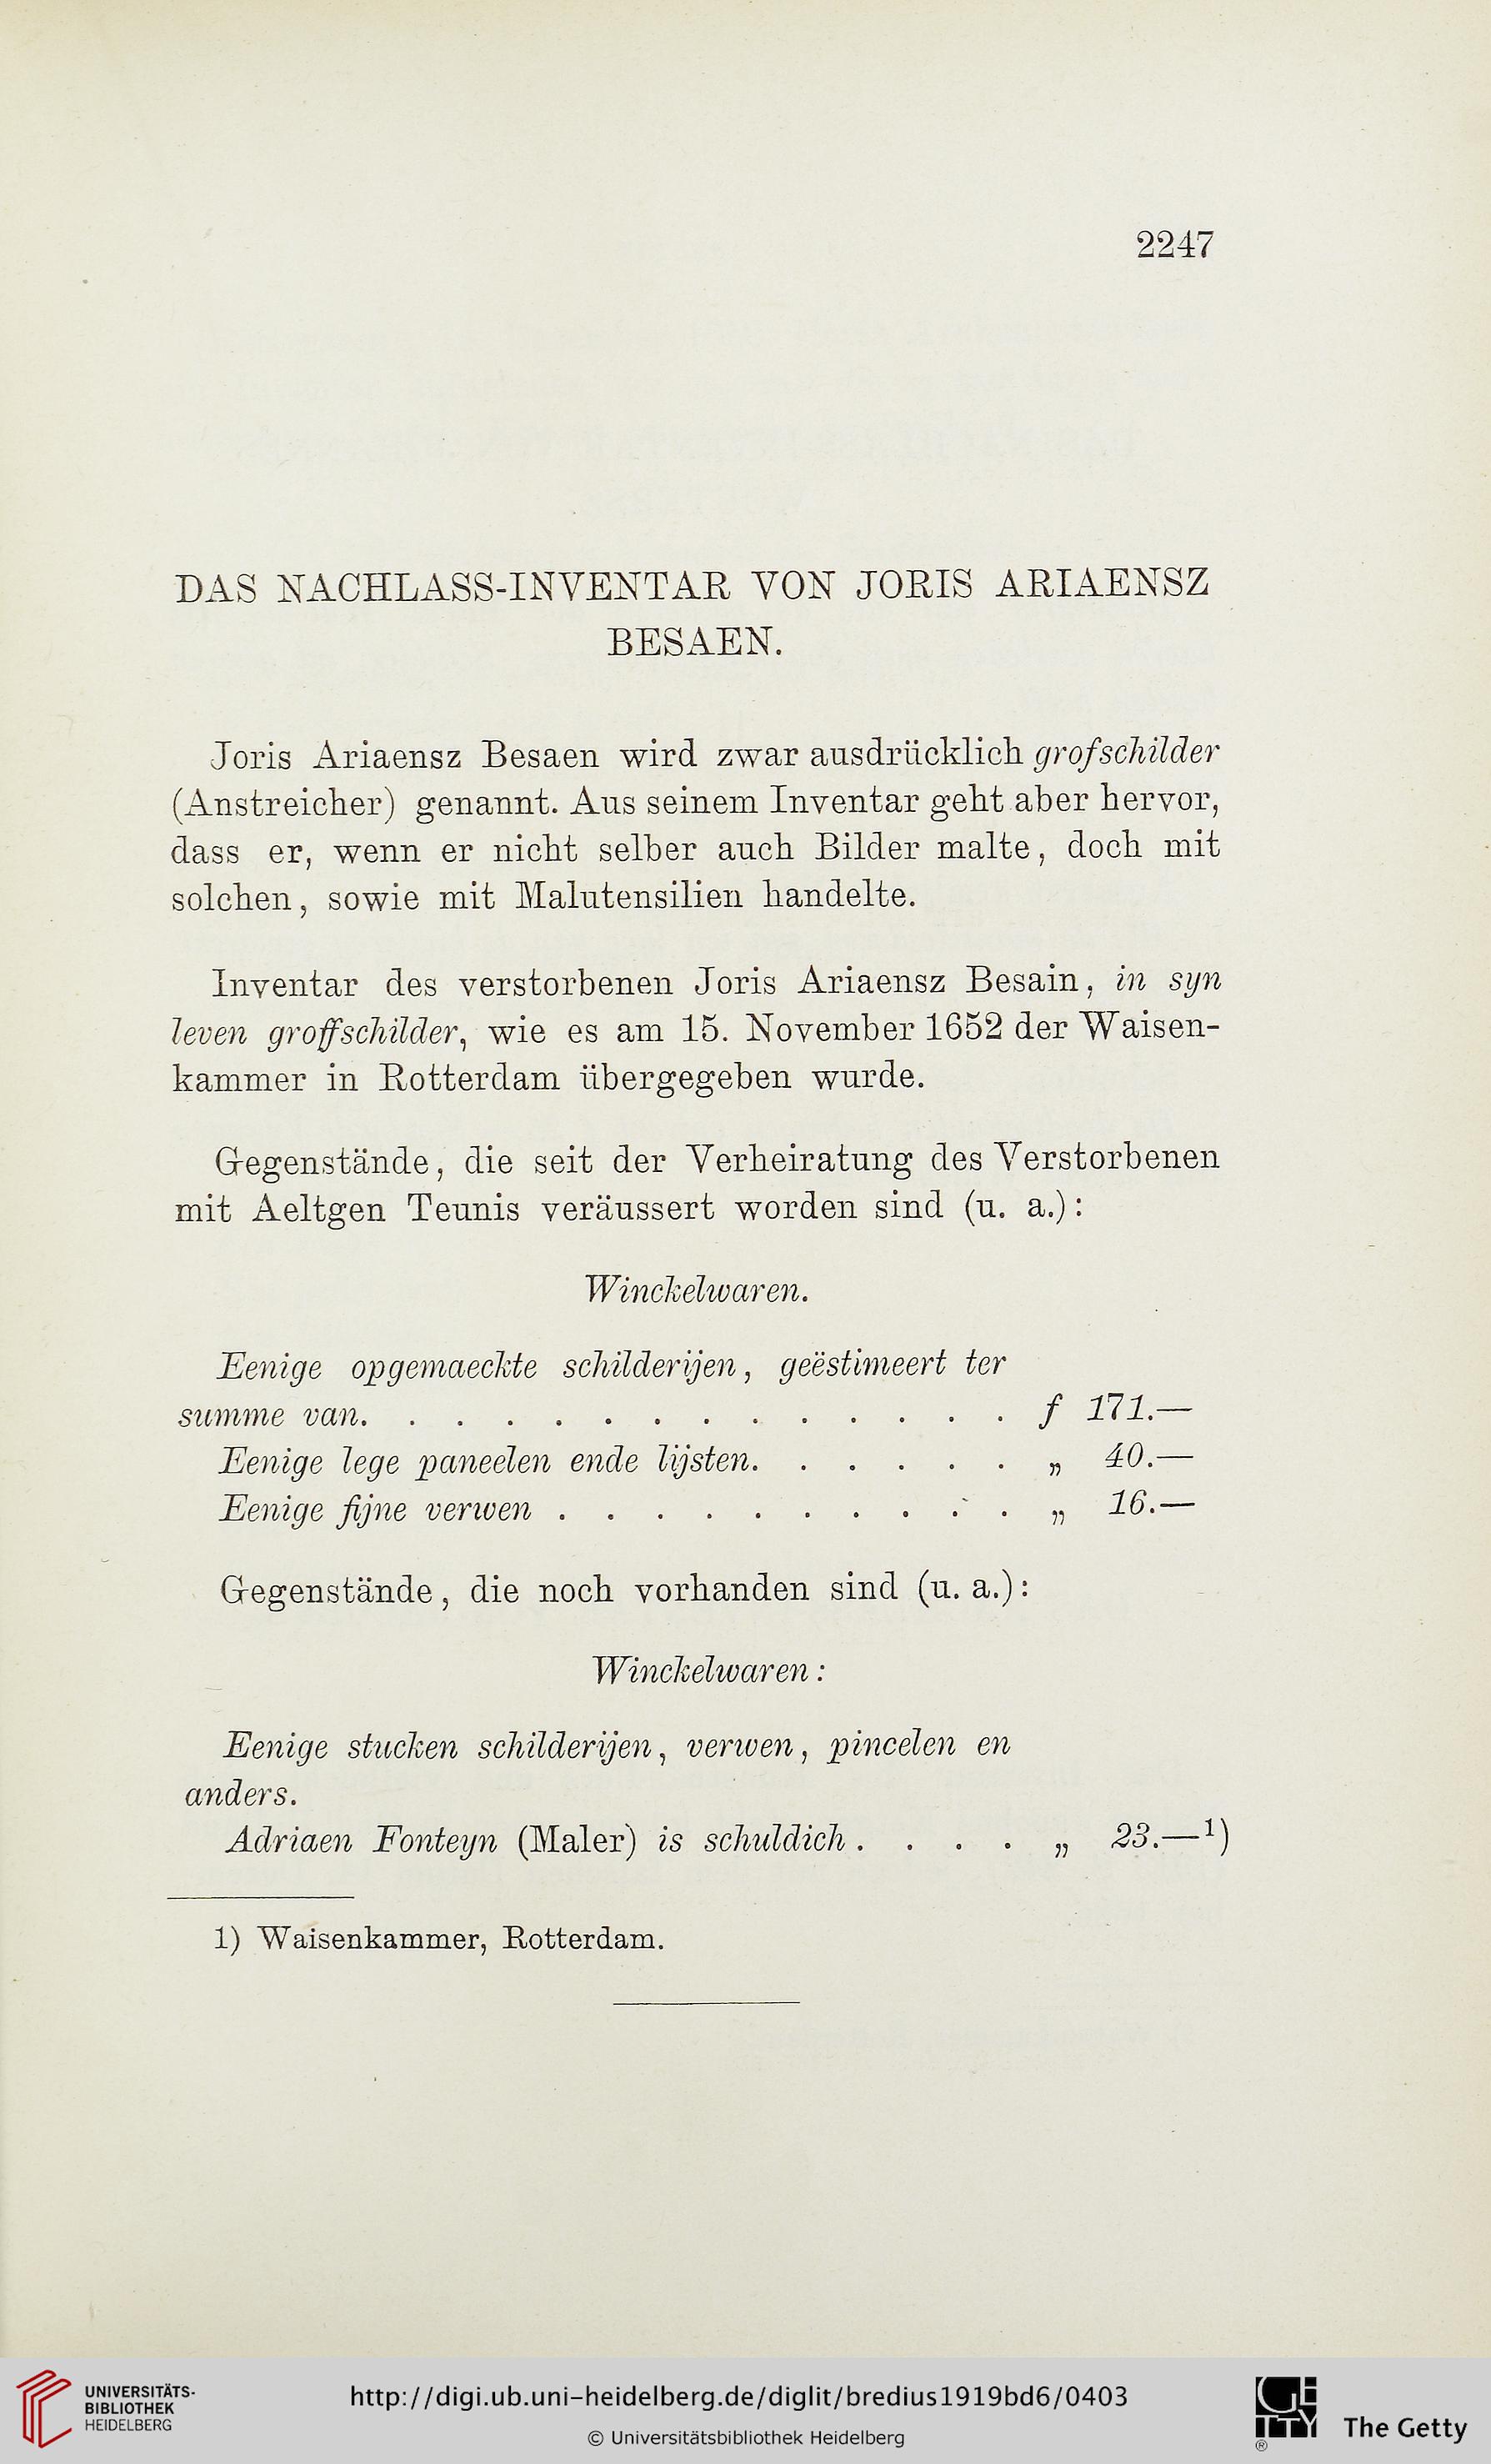 2247
DAS NACHLASS-INVENTAR VON JORIS ARIAENSZ
BESAEN.
Joris Ariaensz Besaen wird zwar ausdrücklich grofschilder
(Anstreicher) genannt. Aus seinem Inventar geht aber hervor,
dass er, wenn er nicht selber auch Bilder malte, doch mit
solchen, sowie mit Malutensilien handelte.
Inventar des verstorbenen Joris Ariaensz Besain, in syn
leven groffschilder, wie es am 15. November 1652 der Waisen-
kammer in Rotterdam übergegeben wurde.
Gegenstände, die seit der Verheiratung des Verstorbenen
mit Aeltgen Teunis veräussert worden sind (u. a.):
Winckelwaren.
Eenige opgemaeckte schilderijen, geëstimeert ter
summe van. . . . . . . . . . . . . . f 171.—
Eenige lege paneelen ende lijsten. . . . . . „ 40.—
Eenige fijne verwen . . . . . . . . . . „ 16.—
Gegenstände, die noch vorhanden sind (u. a.):
Winckelwaren:
Eenige stucken schilderijen, verwen, pincelen en
anders.
Adriaen Fonteyn (Maler) is schuldich . . . . „ 23.—1)
1) Waisenkammer, Rotterdam.
UNIVERSITÄTS-
BIBLIOTHEK
HEIDELBERG
http://digi.ub.uni-heidelberg.de/diglit/bredius1919bd6/0403
© Universitätsbibliothek Heidelberg
GETTY
®
The Getty